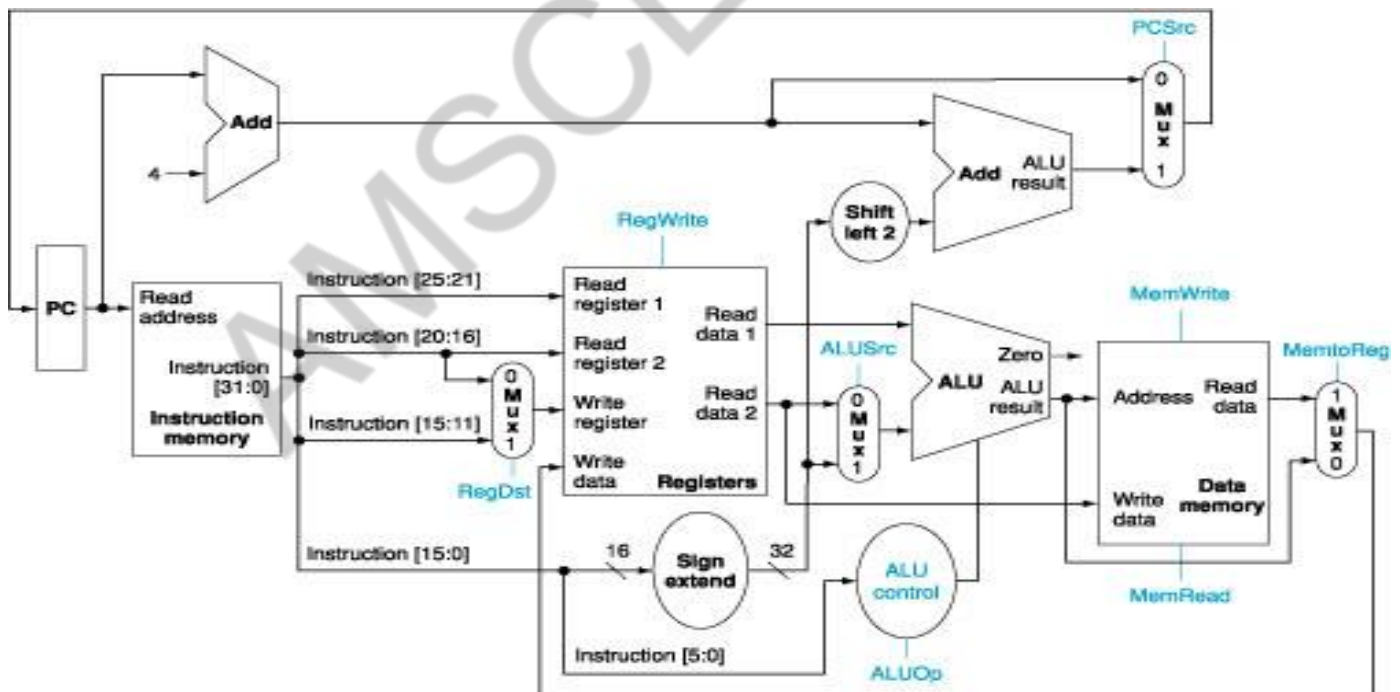 PCSrc
0
M
u
x
1
Add
4
Add
ALU
result
Shift
left 2
RegWrite
PC
Read
address
Instruction
[31:0]
Instruction
memory
Instruction [25:21]
Instruction [20:16]
Instruction [15:11]
0
M
u
x
1
RegDst
Read
register 1
Read
register 2
Write
register
Write
data
Read
data 1
Read
data 2
Registers
ALUSrc
0
M
u
x
1
Zero
ALU
ALU
result
MemWrite
Address
Read
data
Write
data
Data
memory
MemRead
MemtoReg
1
M
u
x
0
Instruction [15:0]
16
Sign
extend
32
ALU
control
Instruction [5:0]
ALUOp